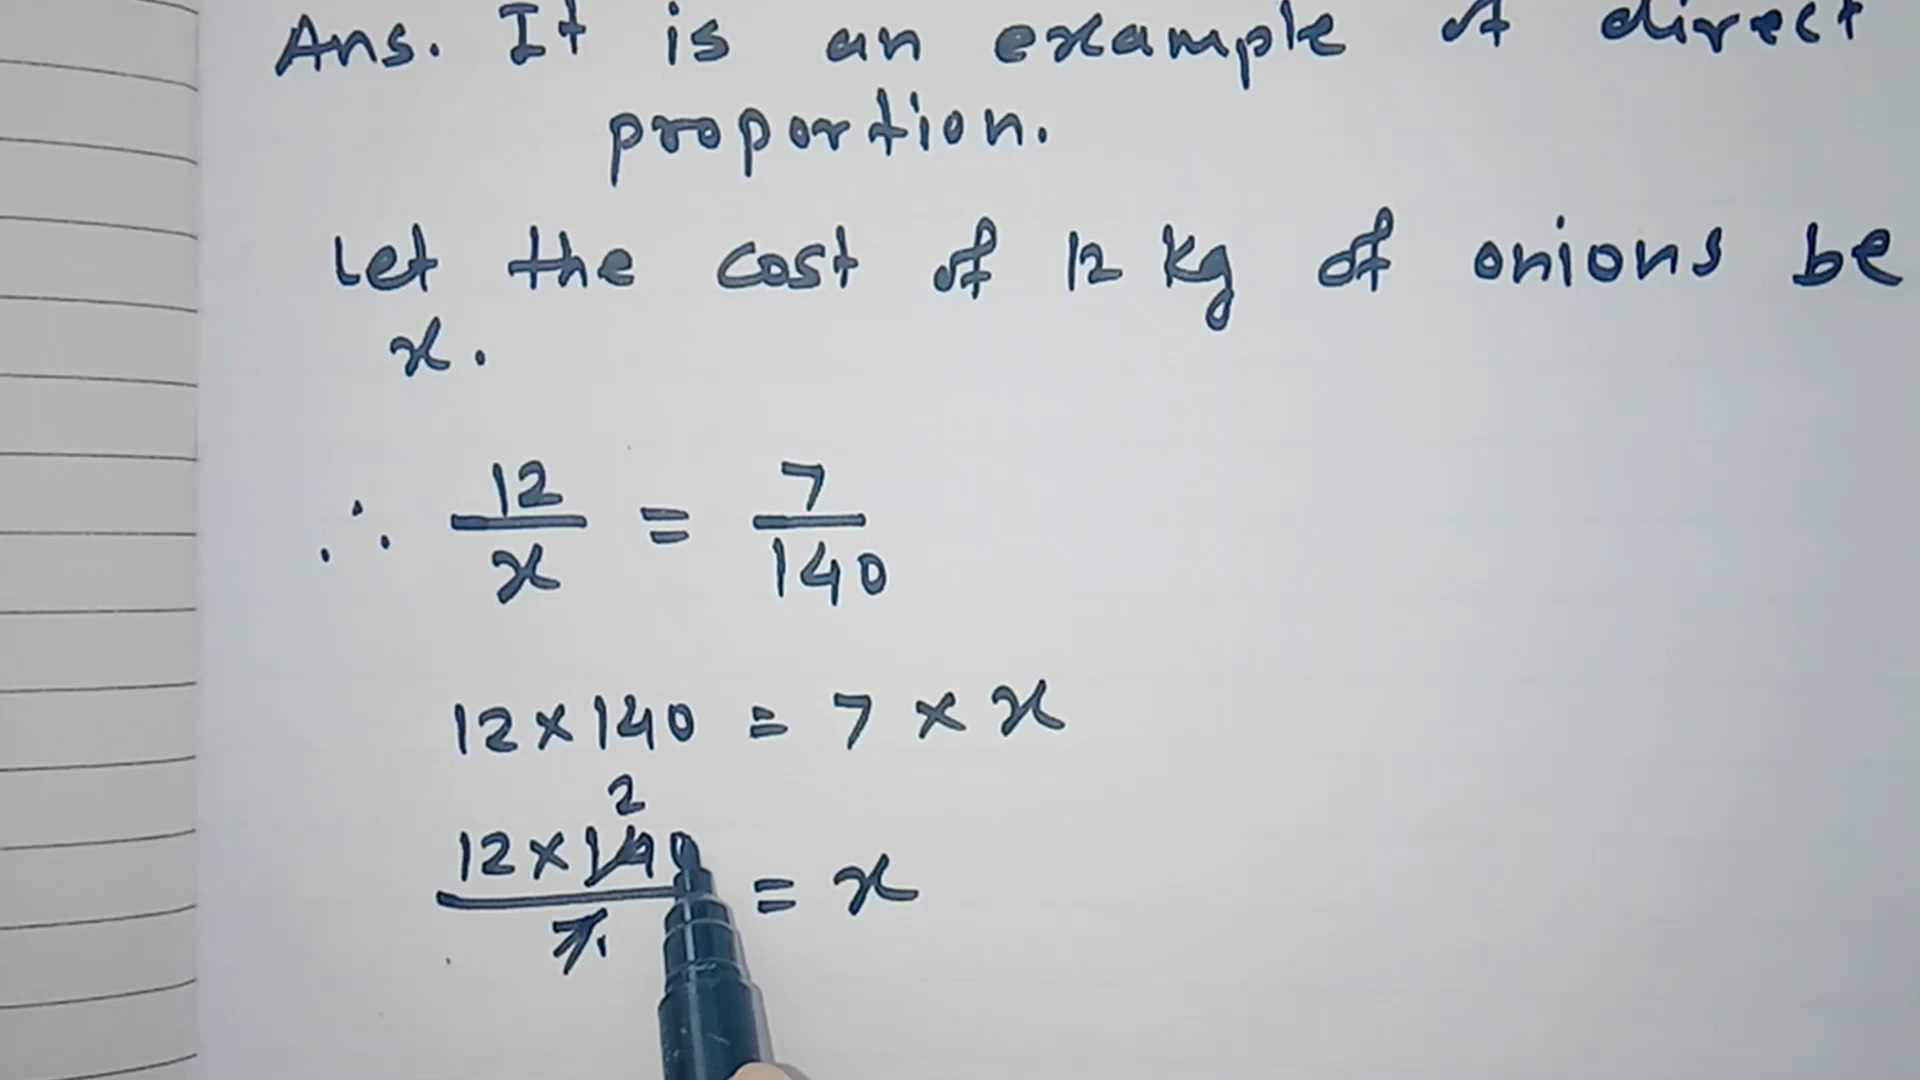 Ans. It is an example of direct
proportion.
Let the cost of 12 kg of onions be
x.
∴ 12/x = 7/140
12 × 140 = 7 × x
2
12 × 140/7 = x